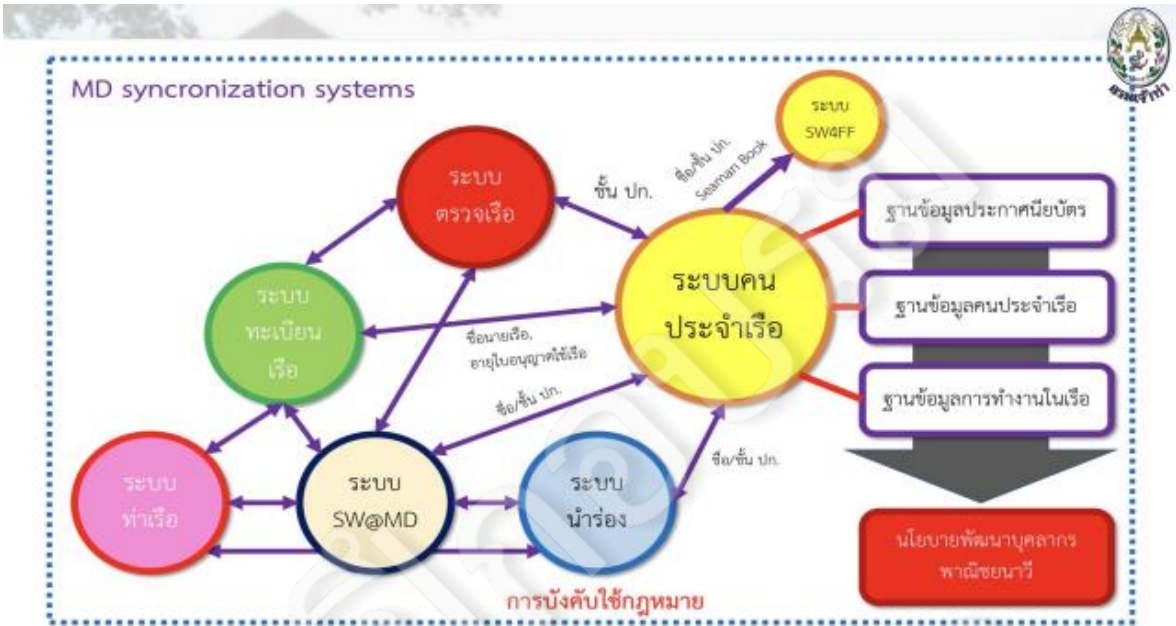 กรมเจ้าท่า
MD syncronization systems
ระบบ
SW4FF
ชื่อ/ชั้น ปก.
Seaman Book
ระบบ
ตรวจเรือ
ชั้น ปก.
ฐานข้อมูลประกาศนียบัตร
ระบบคน
ประจำเรือ
ระบบ
ทะเบียน
เรือ
ฐานข้อมูลคนประจำเรือ
ชื่อนายเรือ,
อายุใบอนุญาตใช้เรือ
ชื่อ/ชั้น ปก.
ฐานข้อมูลการทำงานในเรือ
ชื่อ/ชั้น ปก.
ระบบ
ท่าเรือ
ระบบ
SW@MD
ระบบ
นำร่อง
นโยบายพัฒนาบุคลากร
พาณิชยนาวี
การบังคับใช้กฎหมาย